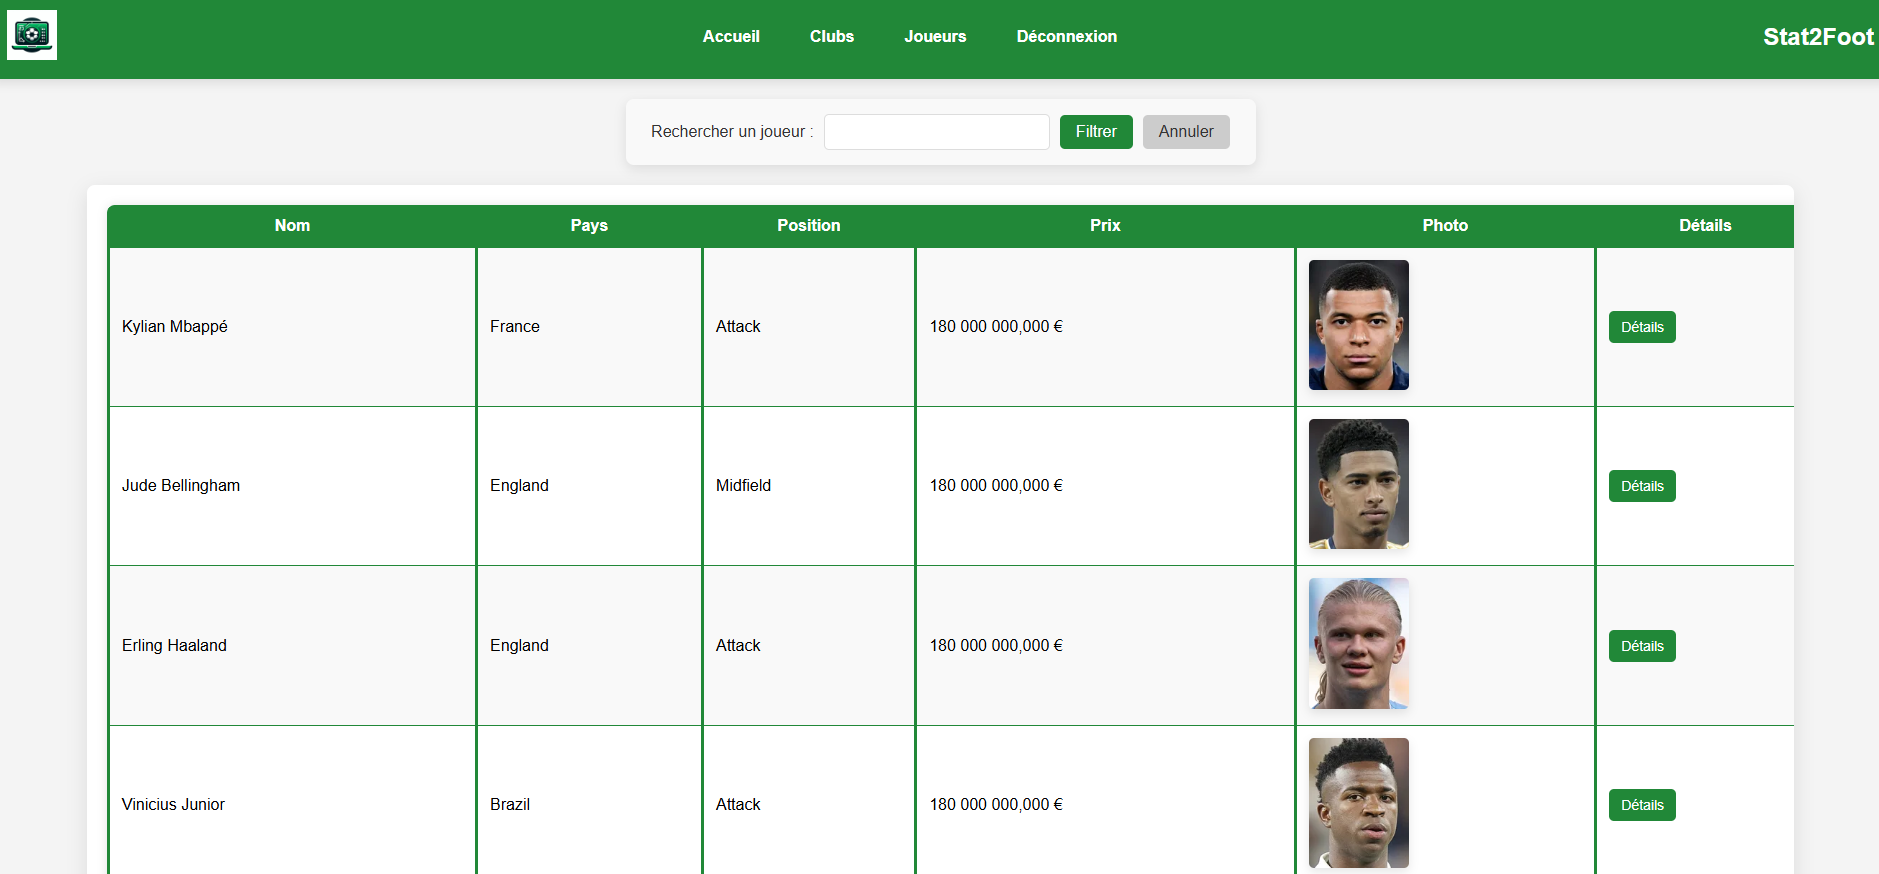 Accueil Clubs Joueurs Déconnexion Stat2Foot
Rechercher un joueur : Filtrer Annuler
Nom Pays Position Prix Photo Détails
Kylian Mbappé France Attack 180 000 000,000 € Détails
Jude Bellingham England Midfield 180 000 000,000 € Détails
Erling Haaland England Attack 180 000 000,000 € Détails
Vinicius Junior Brazil Attack 180 000 000,000 € Détails